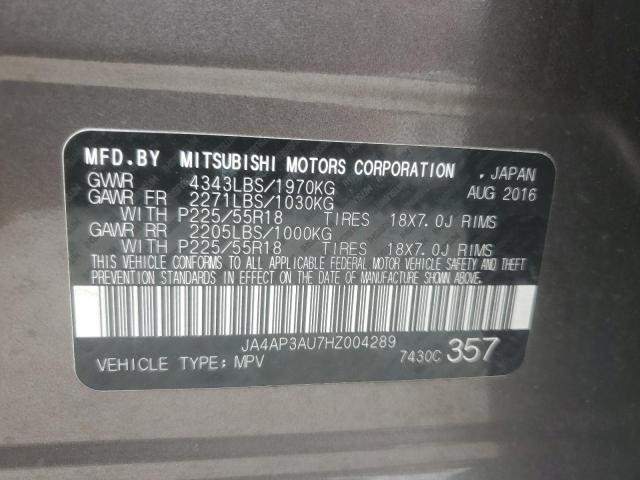 MFD.BY MITSUBISHI MOTORS CORPORATION . JAPAN
GVWR 4343LBS/1970KG AUG 2016
GAWR FR 2271LBS/1030KG
WITH P225/55R18 TIRES 18X7.0J RIMS
GAWR RR 2205LBS/1000KG
WITH P225/55R18 TIRES 18X7.0J RIMS
THIS VEHICLE CONFORMS TO ALL APPLICABLE FEDERAL MOTOR VEHICLE SAFETY AND THEFT
PREVENTION STANDARDS IN EFFECT ON THE DATE OF MANUFACTURE SHOWN ABOVE.
JA4AP3AU7HZ004289
VEHICLE TYPE: MPV 7430C 357